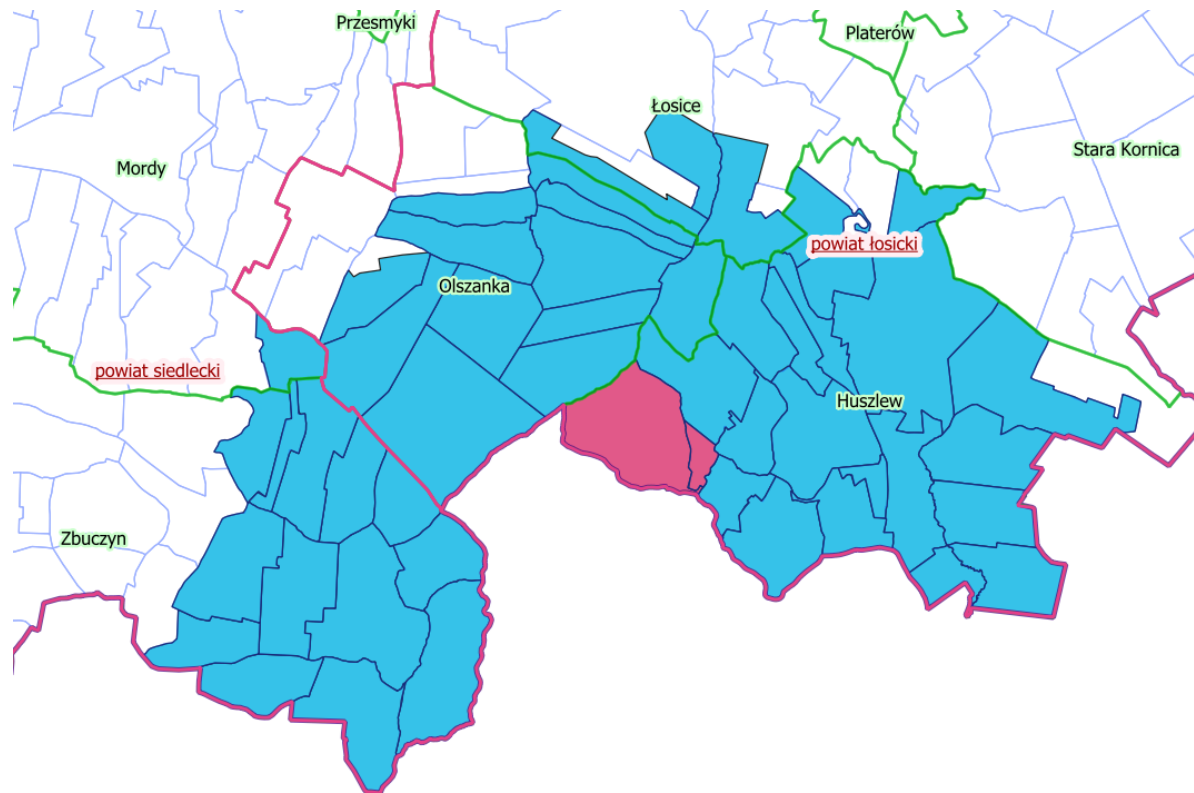 Przesmyki
Platerów
Łosice
Stara Kornica
Mordy
powiat łosicki
Olszanka
powiat siedlecki
Huszlew
Zbuczyn